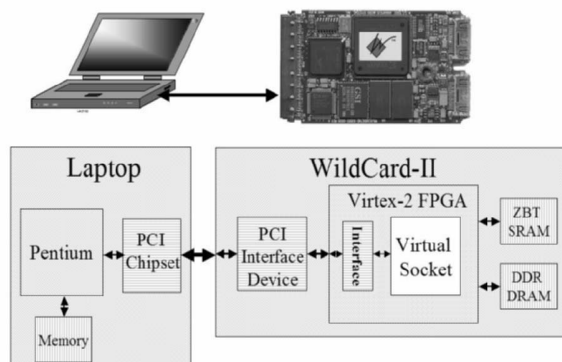 Laptop
WildCard-II
Virtex-2 FPGA
Pentium
PCI
Chipset
PCI
Interface
Device
Interface
Virtual
Socket
ZBT
SRAM
DDR
DRAM
Memory